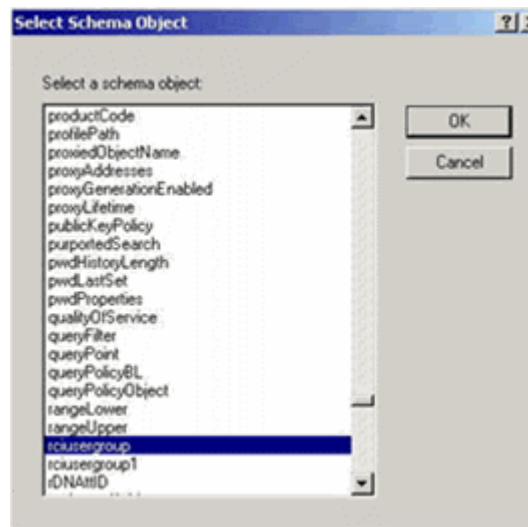 Select Schema Object
Select a schema object:
productCode
profilePath
proxiedObjectName
proxyAddresses
proxyGenerationEnabled
proxyLifetime
publicKeyPolicy
purportedSearch
pwdHistoryLength
pwdLastSet
pwdProperties
qualityOfService
queryFilter
queryPoint
queryPolicyBL
queryPolicyObject
rangeLower
rangeUpper
rciusergroup
rciusergroup1
rDNAttID
OK
Cancel